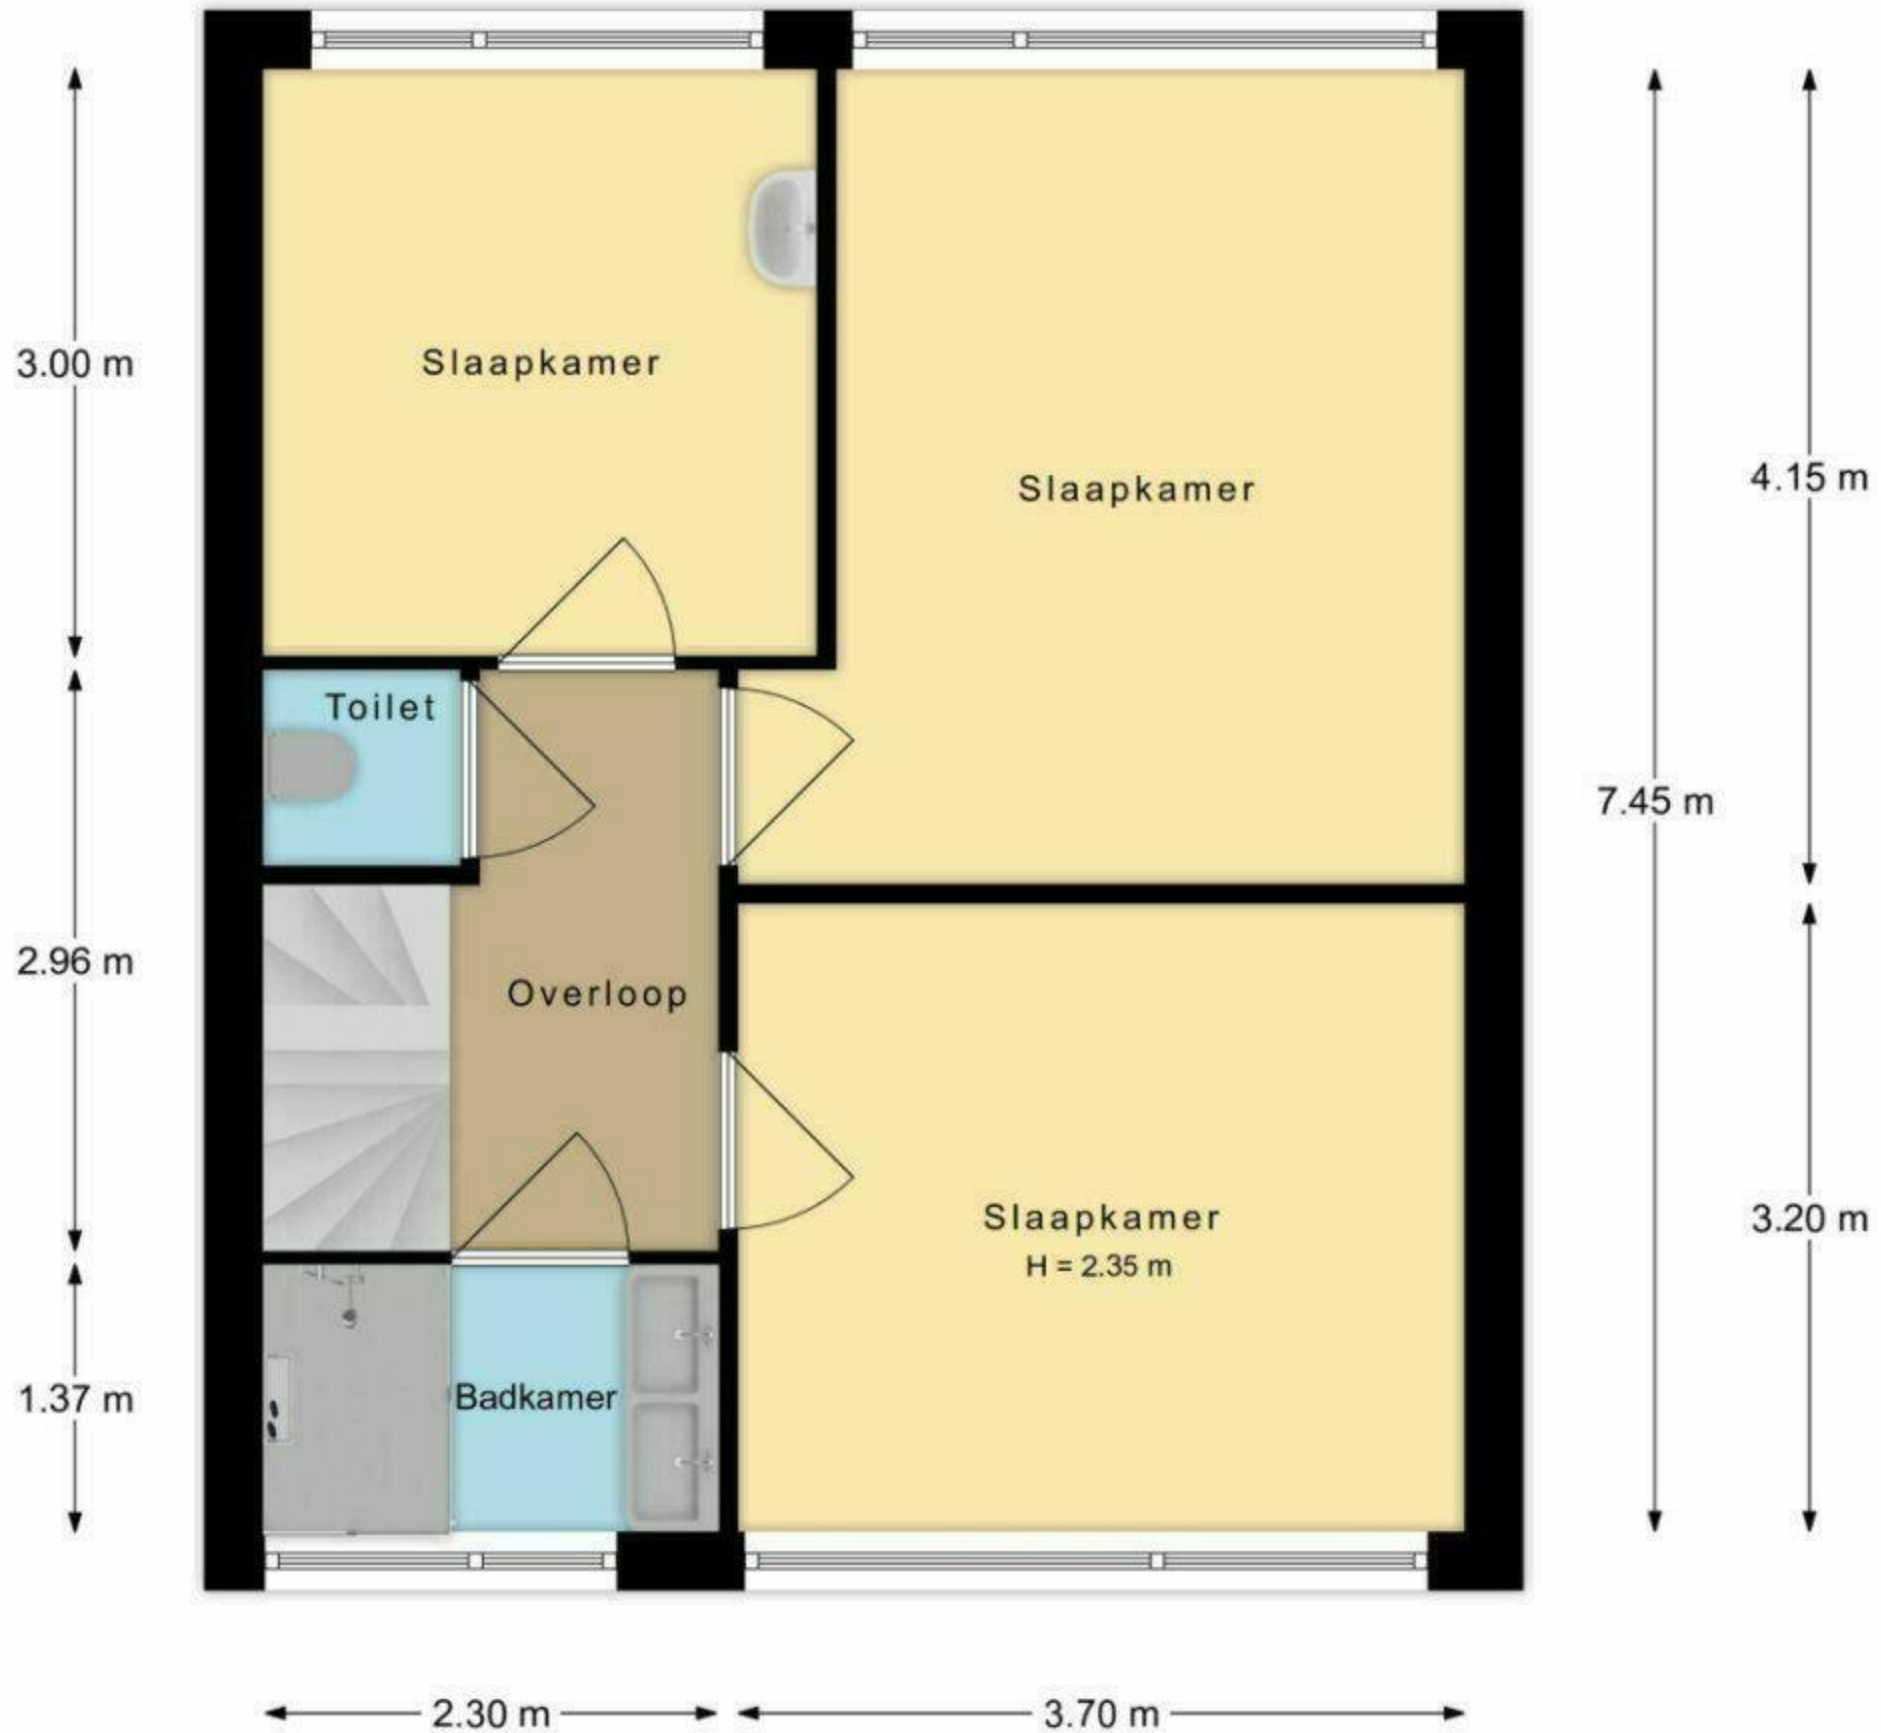 3.00 m
Slaapkamer
4.15 m
Slaapkamer
Toilet
7.45 m
2.96 m
Overloop
Slaapkamer
H = 2.35 m
3.20 m
1.37 m
Badkamer
2.30 m
3.70 m